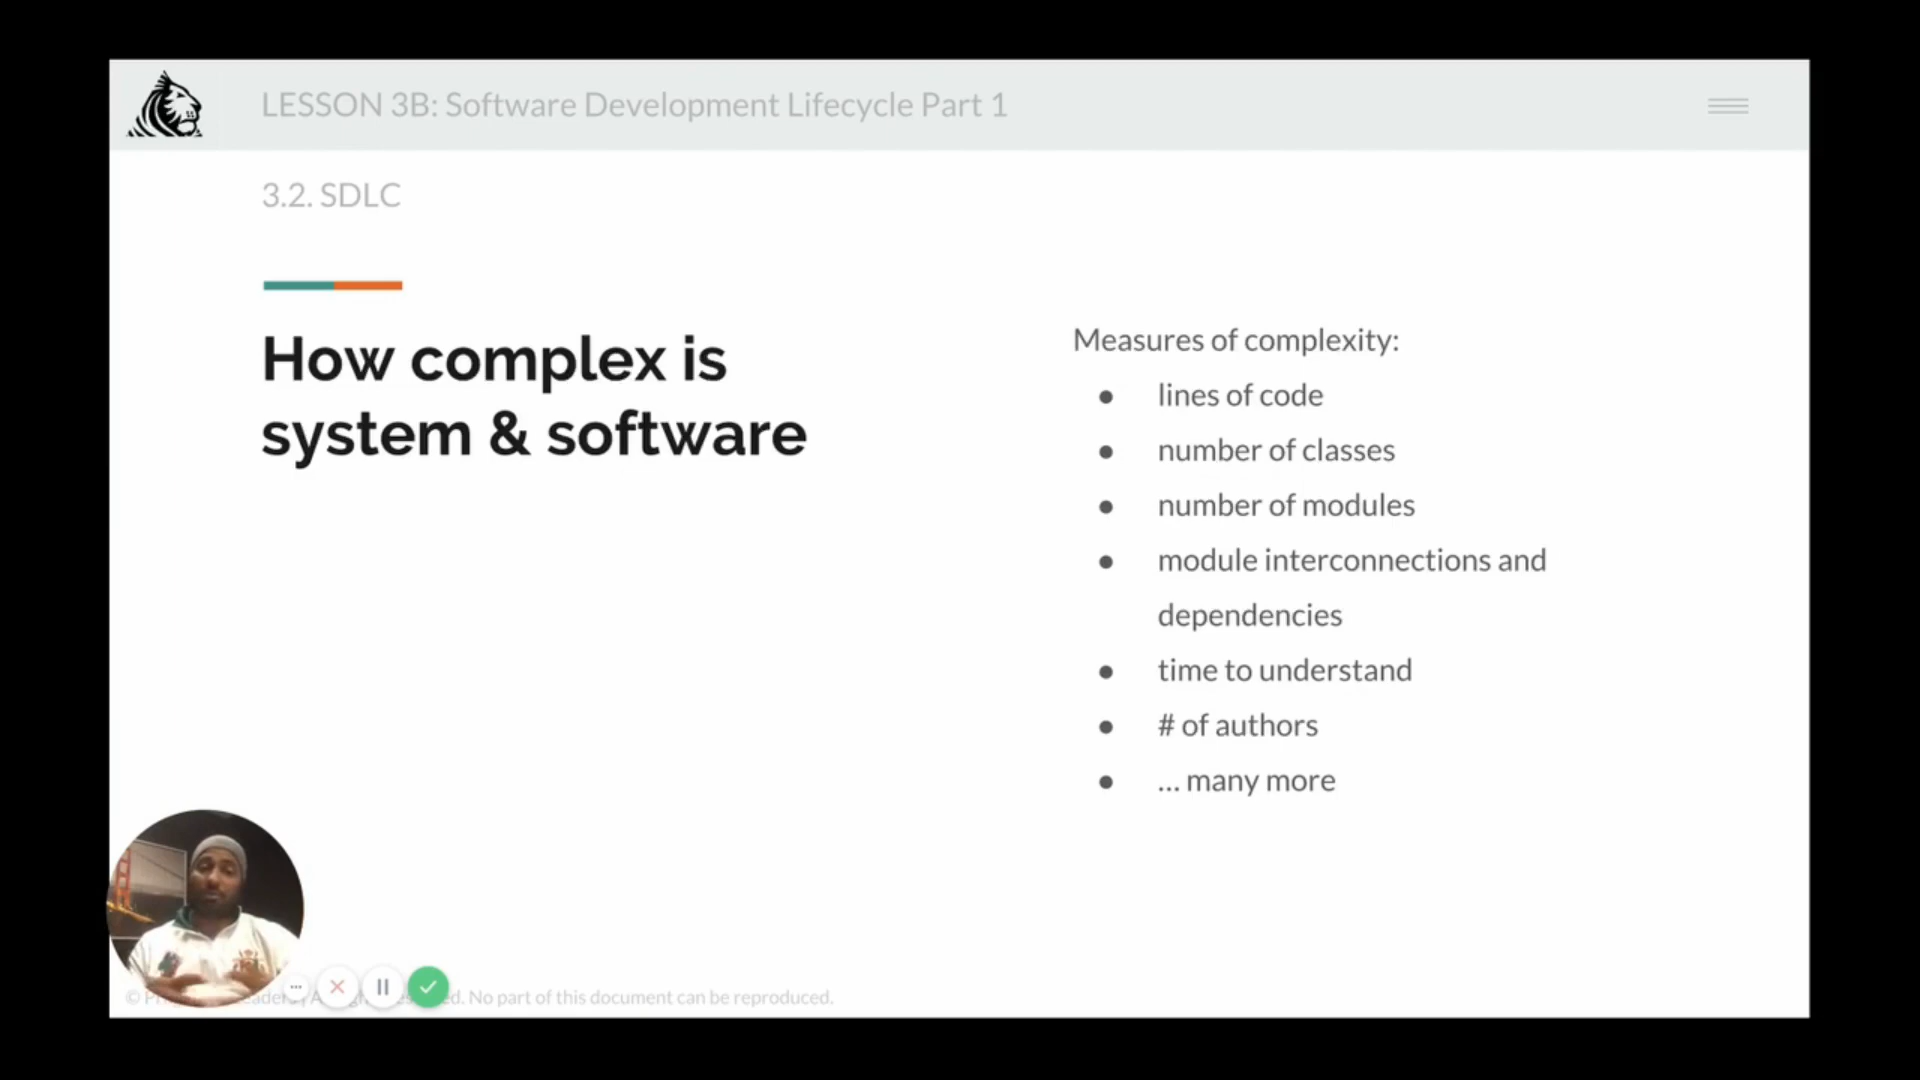 LESSON 3B: Software Development Lifecycle Part 1
3.2. SDLC
How complex is
system & software
Measures of complexity:
● lines of code
● number of classes
● number of modules
● module interconnections and
dependencies
● time to understand
● # of authors
● ... many more
No part of this document can be reproduced.